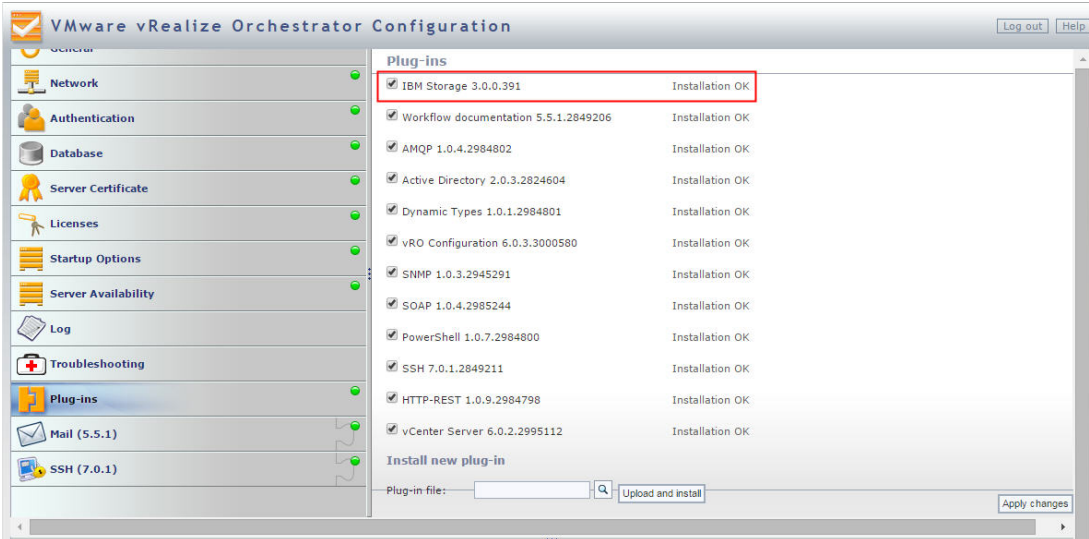 VMware vRealize Orchestrator Configuration
Log out
Help
General
Network
Authentication
Database
Server Certificate
Licenses
Startup Options
Server Availability
Log
Troubleshooting
Plug-ins
Mail (5.5.1)
SSH (7.0.1)
Plug-ins
IBM Storage 3.0.0.391 Installation OK
Workflow documentation 5.5.1.2849206 Installation OK
AMQP 1.0.4.2984802 Installation OK
Active Directory 2.0.3.2824604 Installation OK
Dynamic Types 1.0.1.2984801 Installation OK
vRO Configuration 6.0.3.3000580 Installation OK
SNMP 1.0.3.2945291 Installation OK
SOAP 1.0.4.2985244 Installation OK
PowerShell 1.0.7.2984800 Installation OK
SSH 7.0.1.2849211 Installation OK
HTTP-REST 1.0.9.2984798 Installation OK
vCenter Server 6.0.2.2995112 Installation OK
Install new plug-in
Plug-in file: Upload and install
Apply changes